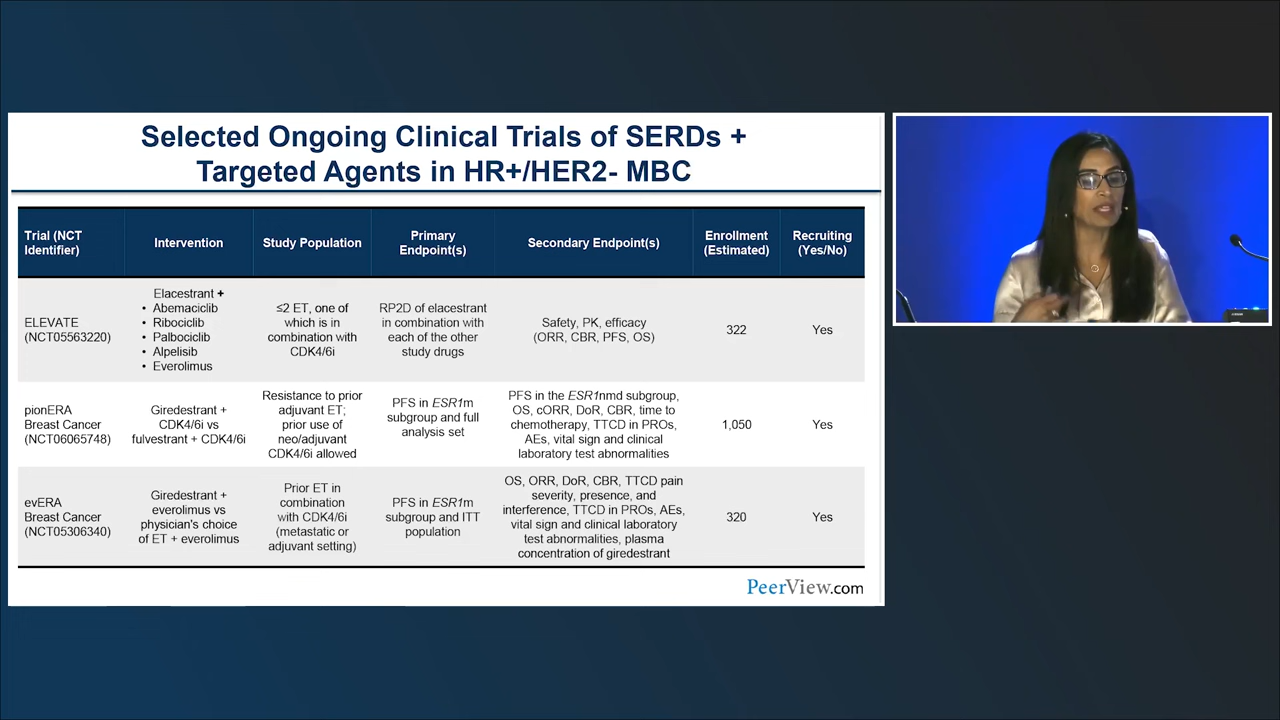 Selected Ongoing Clinical Trials of SERDs +
Targeted Agents in HR+/HER2- MBC
Trial (NCT
Identifier)
Intervention
Study Population
Primary
Endpoint(s)
Secondary Endpoint(s)
Enrollment
(Estimated)
Recruiting
(Yes/No)
ELEVATE
(NCT05563220)
Elacestrant +
• Abemaciclib
• Ribociclib
• Palbociclib
• Alpelisib
• Everolimus
≤2 ET, one of
which is in
combination with
CDK4/6i
RP2D of elacestrant
in combination with
each of the other
study drugs
Safety, PK, efficacy
(ORR, CBR, PFS, OS)
322
Yes
pionERA
Breast Cancer
(NCT06065748)
Giredestrant +
CDK4/6i vs
fulvestrant + CDK4/6i
Resistance to prior
adjuvant ET;
prior use of
neo/adjuvant
CDK4/6i allowed
PFS in ESR1m
subgroup and full
analysis set
PFS in the ESR1nmd subgroup,
OS, cORR, DoR, CBR, time to
chemotherapy, TTCD in PROs,
AEs, vital sign and clinical
laboratory test abnormalities
1,050
Yes
evERA
Breast Cancer
(NCT05306340)
Giredestrant +
everolimus vs
physician's choice
of ET + everolimus
Prior ET in
combination
with CDK4/6i
(metastatic or
adjuvant setting)
PFS in ESR1m
subgroup and ITT
population
OS, ORR, DoR, CBR, TTCD pain
severity, presence, and
interference, TTCD in PROs, AEs,
vital sign and clinical laboratory
test abnormalities, plasma
concentration of giredestrant
320
Yes
PeerView.com